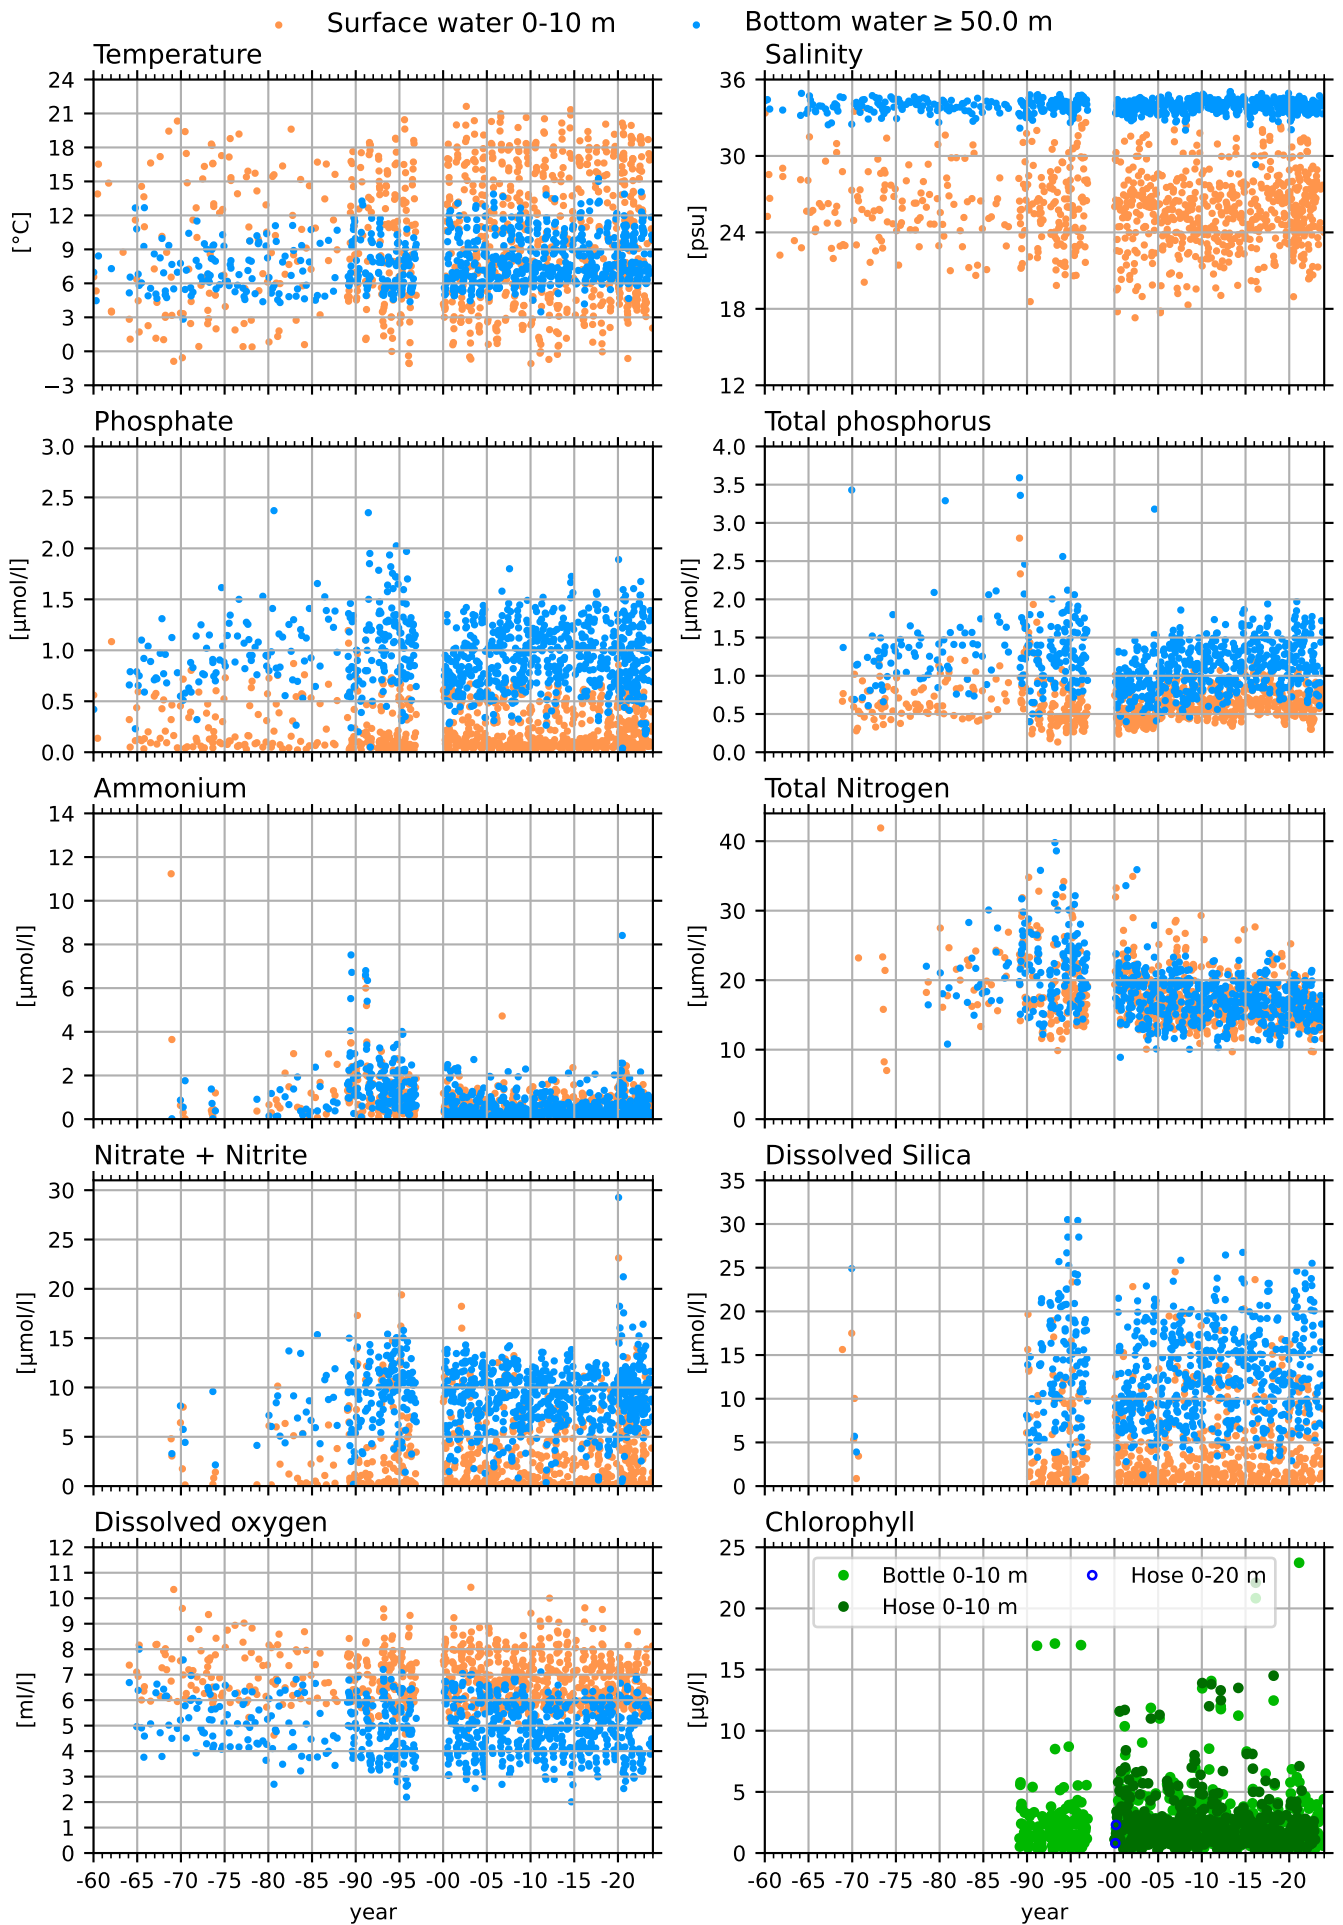 Surface water 0-10 m Bottom water ≥ 50.0 m
Temperature Salinity
24 21 18 15 12 9 6 3 0 −3
[°C]
36 30 24 18 12
[psu]
Phosphate Total phosphorus
3.0 2.5 2.0 1.5 1.0 0.5 0.0
[µmol/l]
4.0 3.5 3.0 2.5 2.0 1.5 1.0 0.5 0.0
[µmol/l]
Ammonium Total Nitrogen
14 12 10 8 6 4 2 0
[µmol/l]
40 30 20 10 0
[µmol/l]
Nitrate + Nitrite Dissolved Silica
30 25 20 15 10 5 0
[µmol/l]
35 30 25 20 15 10 5 0
[µmol/l]
Dissolved oxygen Chlorophyll
12 11 10 9 8 7 6 5 4 3 2 1 0
[ml/l]
25 20 15 10 5 0
[µg/l]
Bottle 0-10 m Hose 0-20 m
Hose 0-10 m
-60 -65 -70 -75 -80 -85 -90 -95 -00 -05 -10 -15 -20
-60 -65 -70 -75 -80 -85 -90 -95 -00 -05 -10 -15 -20
year year